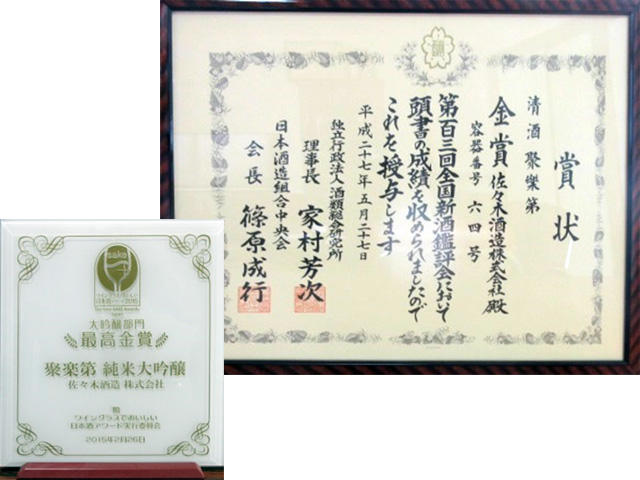 賞状
清酒 聚樂第
金賞 佐々木酒造株式会社 殿
容器番号 六四号
第百三回全国新酒鑑評会において
頭書の成績を収められましたので
これを授与します
平成二十七年五月二十七日
独立行政法人酒類総合研究所
理事長 家村芳次
日本酒造組合中央会
会長 篠原成行
sake
大吟醸部門
最高金賞
聚楽第 純米大吟醸
佐々木酒造 株式会社
ワイングラスでおいしい
日本酒アワード実行委員会
2015年2月26日